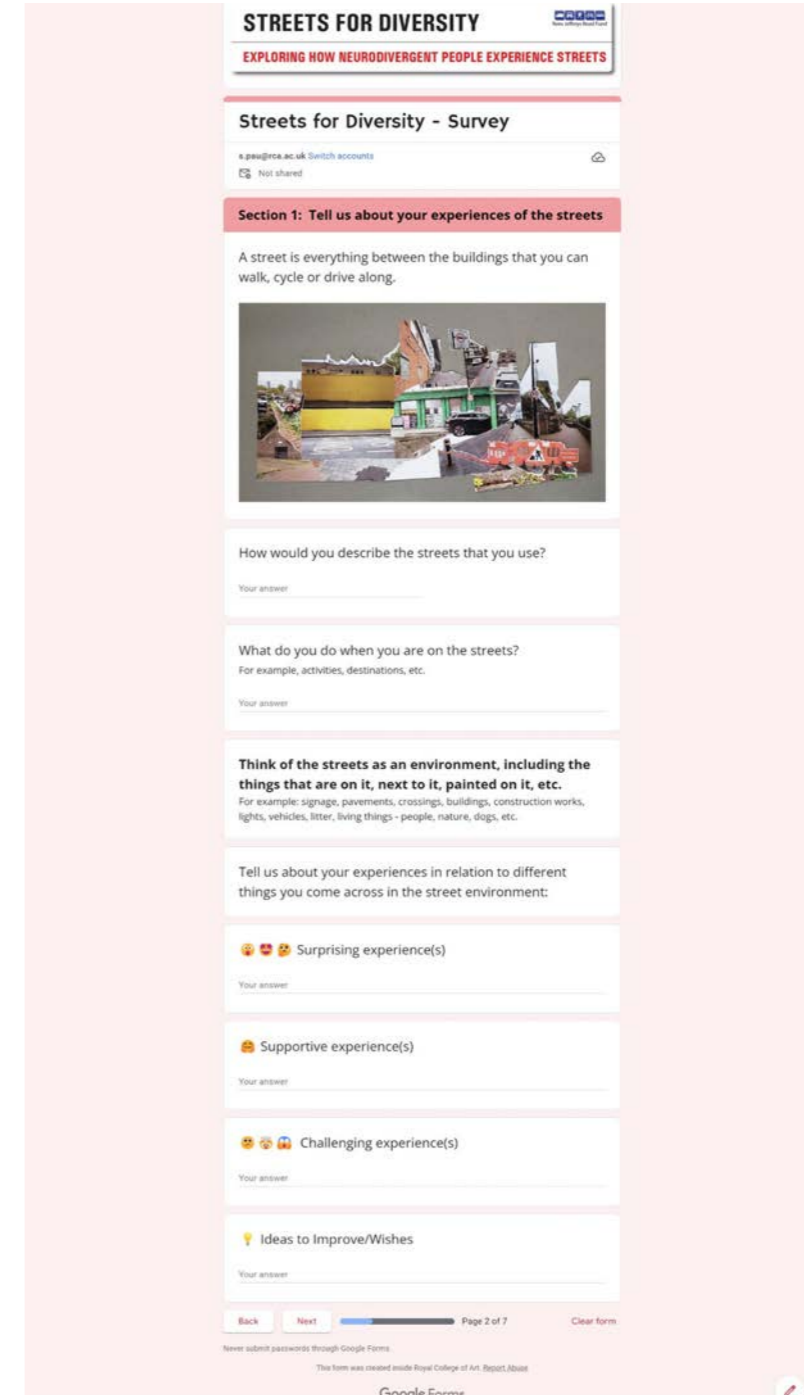 STREETS FOR DIVERSITY
EXPLORING HOW NEURODIVERGENT PEOPLE EXPERIENCE STREETS
Streets for Diversity - Survey
s.pau@rca.ac.uk Switch accounts
Not shared
Section 1: Tell us about your experiences of the streets
A street is everything between the buildings that you can
walk, cycle or drive along.
How would you describe the streets that you use?
Your answer
What do you do when you are on the streets?
For example, activities, destinations, etc.
Your answer
Think of the streets as an environment, including the
things that are on it, next to it, painted on it, etc.
For example: signage, pavements, crossings, buildings, construction works,
lights, vehicles, litter, living things - people, nature, dogs, etc.
Tell us about your experiences in relation to different
things you come across in the street environment:
😲 😍 🤔 Surprising experience(s)
Your answer
🤗 Supportive experience(s)
Your answer
😕 🤯 😱 Challenging experience(s)
Your answer
💡 Ideas to Improve/Wishes
Your answer
Back Next Page 2 of 7 Clear form
Never submit passwords through Google Forms.
This form was created inside Royal College of Art. Report Abuse
Google Forms